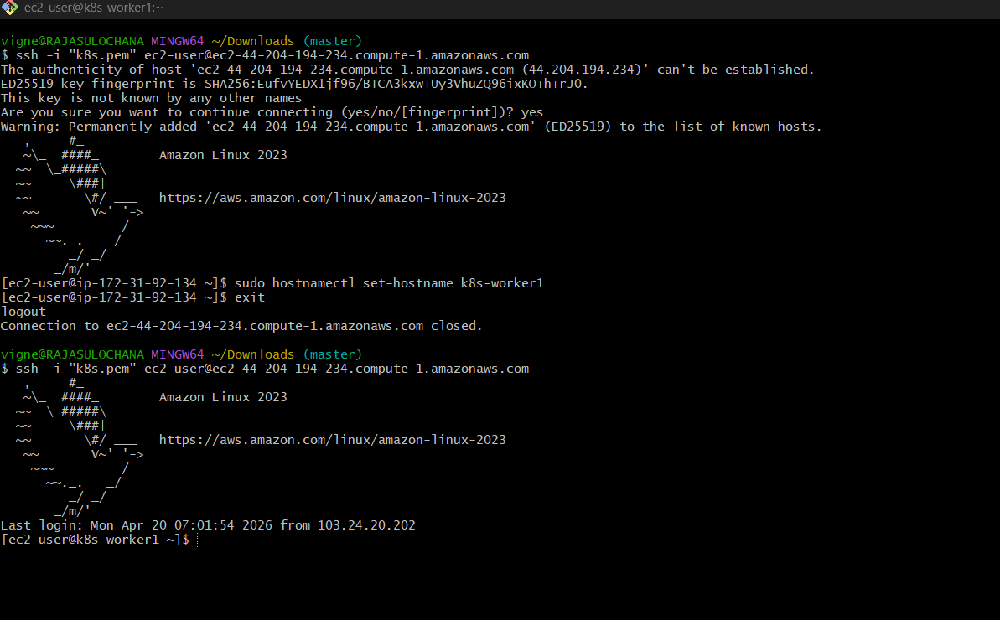 ec2-user@k8s-worker1:~
vigne@RAJASULOCHANA MINGW64 ~/Downloads (master)
$ ssh -i "k8s.pem" ec2-user@ec2-44-204-194-234.compute-1.amazonaws.com
The authenticity of host 'ec2-44-204-194-234.compute-1.amazonaws.com (44.204.194.234)' can't be established.
ED25519 key fingerprint is SHA256:EufvYEDX1jf96/BTCA3kxw+Uy3VhuZQ96ixKO+h+rJ0.
This key is not known by any other names
Are you sure you want to continue connecting (yes/no/[fingerprint])? yes
Warning: Permanently added 'ec2-44-204-194-234.compute-1.amazonaws.com' (ED25519) to the list of known hosts.
   ,     #_
   ~\_  ####_        Amazon Linux 2023
  ~~  \_#####\
  ~~     \###|
  ~~       \#/ ___   https://aws.amazon.com/linux/amazon-linux-2023
   ~~       V~' '->
    ~~~         /
      ~~._.   _/
         _/ _/
       _/m/'
[ec2-user@ip-172-31-92-134 ~]$ sudo hostnamectl set-hostname k8s-worker1
[ec2-user@ip-172-31-92-134 ~]$ exit
logout
Connection to ec2-44-204-194-234.compute-1.amazonaws.com closed.
vigne@RAJASULOCHANA MINGW64 ~/Downloads (master)
$ ssh -i "k8s.pem" ec2-user@ec2-44-204-194-234.compute-1.amazonaws.com
   ,     #_
   ~\_  ####_        Amazon Linux 2023
  ~~  \_#####\
  ~~     \###|
  ~~       \#/ ___   https://aws.amazon.com/linux/amazon-linux-2023
   ~~       V~' '->
    ~~~         /
      ~~._.   _/
         _/ _/
       _/m/'
Last login: Mon Apr 20 07:01:54 2026 from 103.24.20.202
[ec2-user@k8s-worker1 ~]$